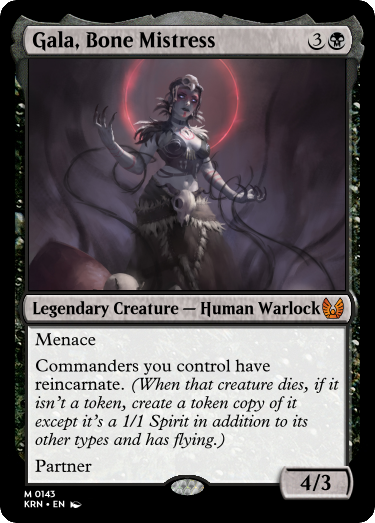 Gala, Bone Mistress 3
Legendary Creature — Human Warlock
Menace
Commanders you control have
reincarnate. (When that creature dies, if it
isn't a token, create a token copy of it
except it's a 1/1 Spirit in addition to its
other types and has flying.)
Partner
4/3
M 0143
KRN • EN